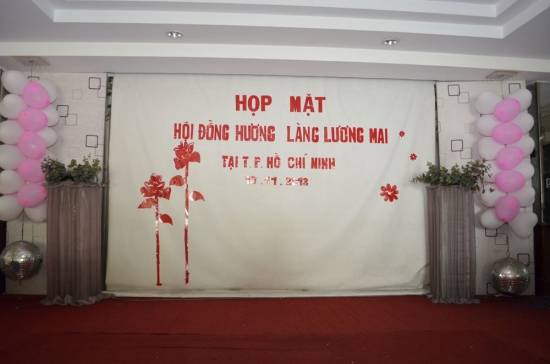 HỌP MẶT
HỘI ĐỒNG HƯƠNG LÀNG LƯƠNG MAI
TẠI T.P. HỒ CHÍ MINH